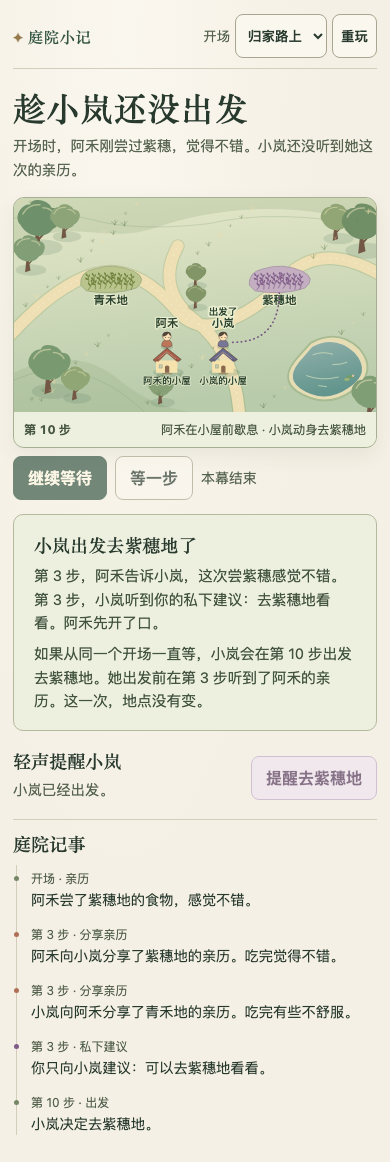 ✦ 庭院小记
开场 归家路上 重玩
趁小岚还没出发
开场时，阿禾刚尝过紫穗，觉得不错。小岚还没听到她这
次的亲历。
青禾地
紫穗地
出发了
阿禾
小岚
阿禾的小屋
小岚的小屋
第 10 步
阿禾在小屋前歇息 · 小岚动身去紫穗地
继续等待 等一步 本幕结束
小岚出发去紫穗地了
第 3 步，阿禾告诉小岚，这次尝紫穗感觉不错。
第 3 步，小岚听到你的私下建议：去紫穗地看
看。阿禾先开了口。
如果从同一个开场一直等，小岚会在第 10 步出发
去紫穗地。她出发前在第 3 步听到了阿禾的亲
历。这一次，地点没有变。
轻声提醒小岚
小岚已经出发。
提醒去紫穗地
庭院记事
开场 · 亲历
阿禾尝了紫穗地的食物，感觉不错。
第 3 步 · 分享亲历
阿禾向小岚分享了紫穗地的亲历。吃完觉得不错。
第 3 步 · 分享亲历
小岚向阿禾分享了青禾地的亲历。吃完有些不舒服。
第 3 步 · 私下建议
你只向小岚建议：可以去紫穗地看看。
第 10 步 · 出发
小岚决定去紫穗地。